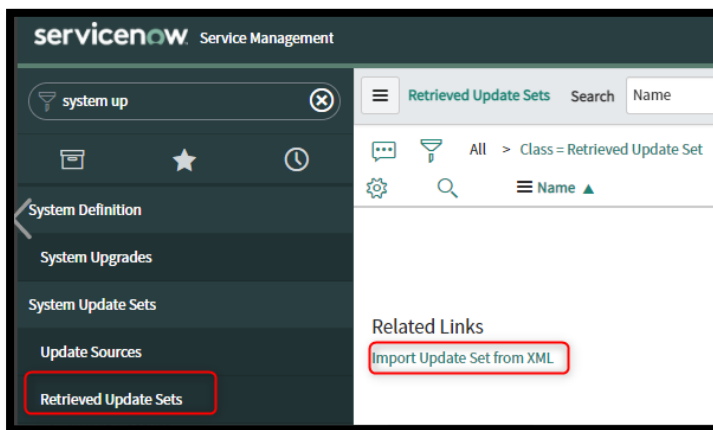 servicenow Service Management
system up
System Definition
System Upgrades
System Update Sets
Update Sources
Retrieved Update Sets
Retrieved Update Sets Search Name
All > Class = Retrieved Update Set
Name ▲
Related Links
Import Update Set from XML